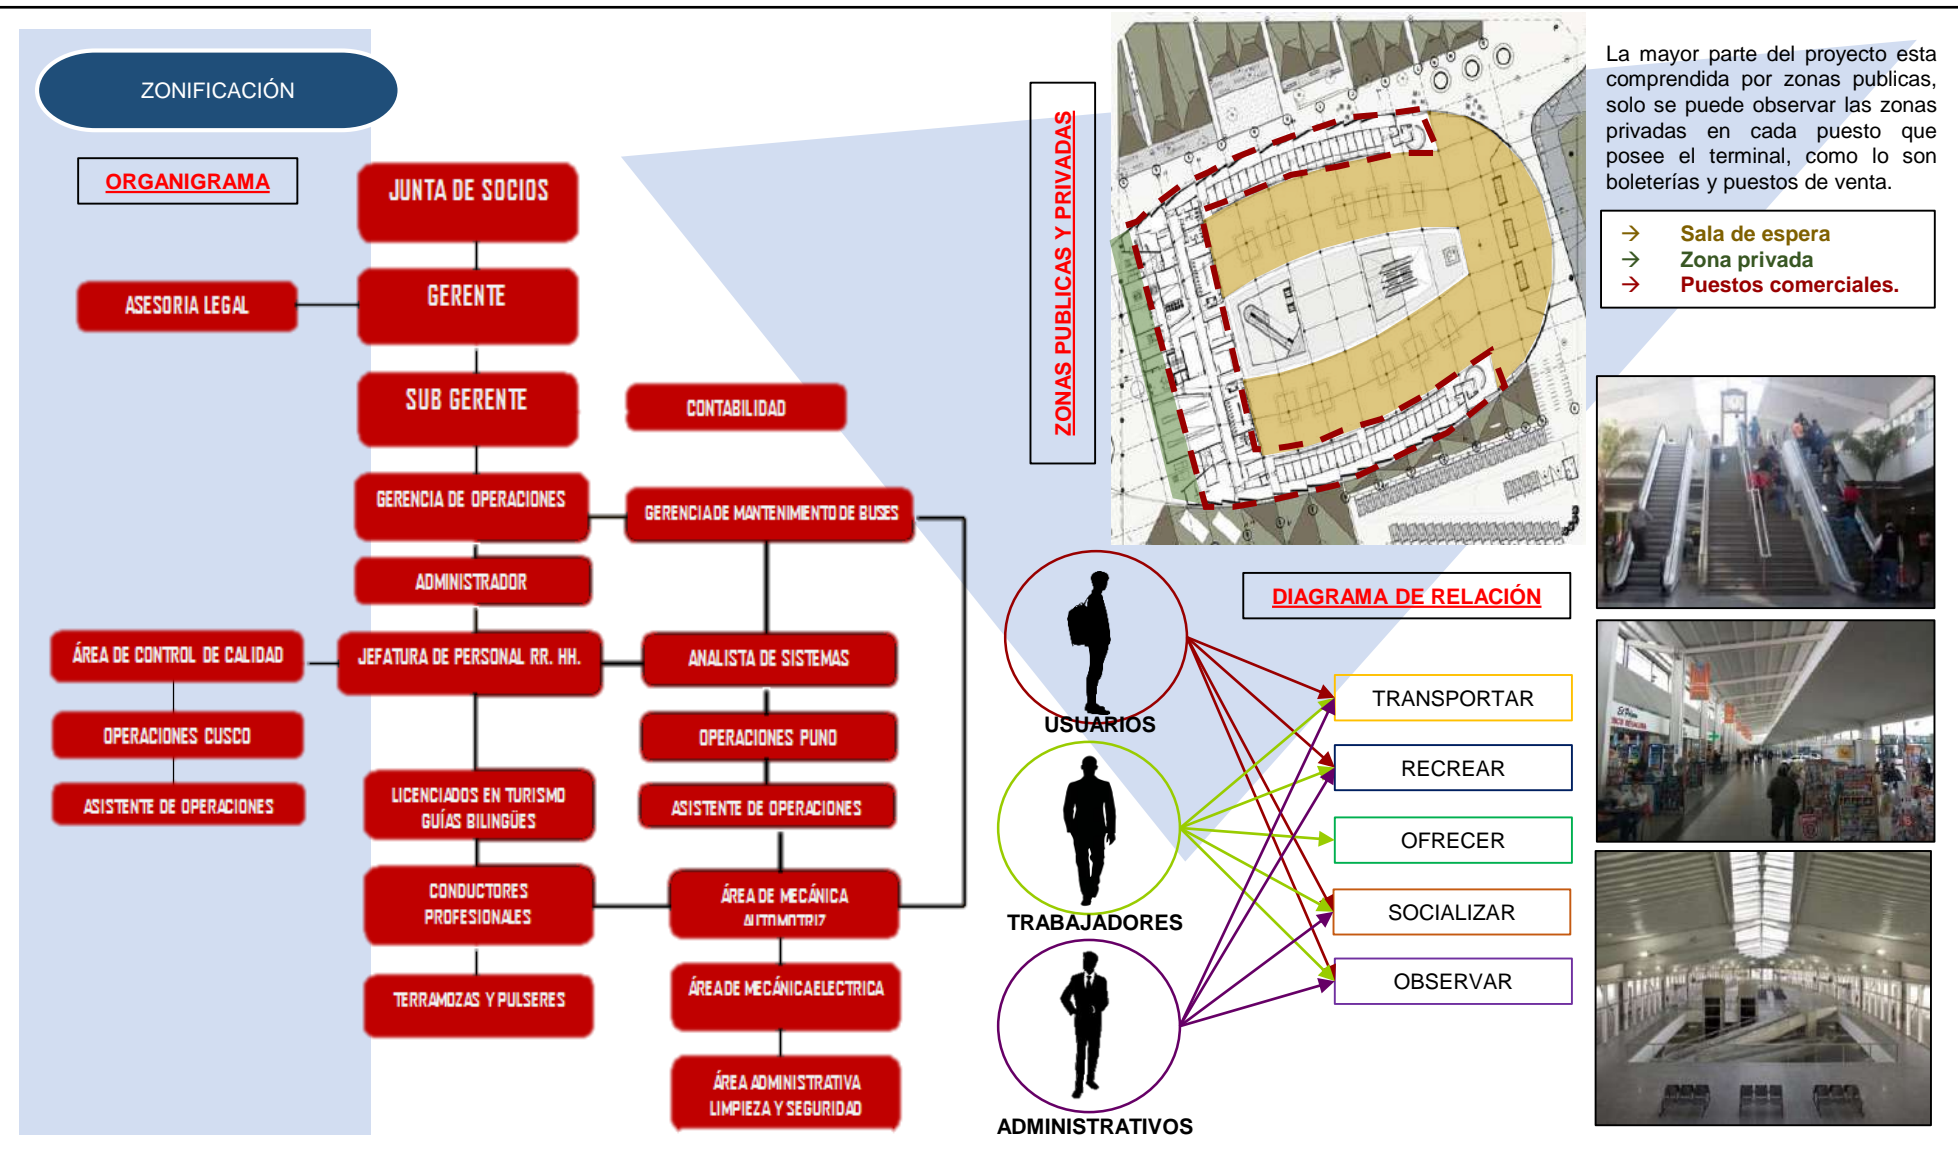 ZONIFICACIÓN
ORGANIGRAMA
JUNTA DE SOCIOS
GERENTE
ASESORIA LEGAL
SUB GERENTE
CONTABILIDAD
GERENCIA DE OPERACIONES
GERENCIA DE MANTENIMIENTO DE BUSES
ADMINISTRADOR
ÁREA DE CONTROL DE CALIDAD
JEFATURA DE PERSONAL RR. HH.
ANALISTA DE SISTEMAS
OPERACIONES CUSCO
OPERACIONES PUNO
ASISTENTE DE OPERACIONES
LICENCIADOS EN TURISMO
GUÍAS BILINGÜES
ASISTENTE DE OPERACIONES
CONDUCTORES
PROFESIONALES
ÁREA DE MECÁNICA
AUTOMOTRIZ
TERRAMOZAS Y PULSERES
ÁREA DE MECÁNICA ELECTRICA
ÁREA ADMINISTRATIVA
LIMPIEZA Y SEGURIDAD
ZONAS PUBLICAS Y PRIVADAS
La mayor parte del proyecto esta
comprendida por zonas publicas,
solo se puede observar las zonas
privadas en cada puesto que
posee el terminal, como lo son
boleterías y puestos de venta.
→ Sala de espera
→ Zona privada
→ Puestos comerciales.
DIAGRAMA DE RELACIÓN
USUARIOS
TRABAJADORES
ADMINISTRATIVOS
TRANSPORTAR
RECREAR
OFRECER
SOCIALIZAR
OBSERVAR